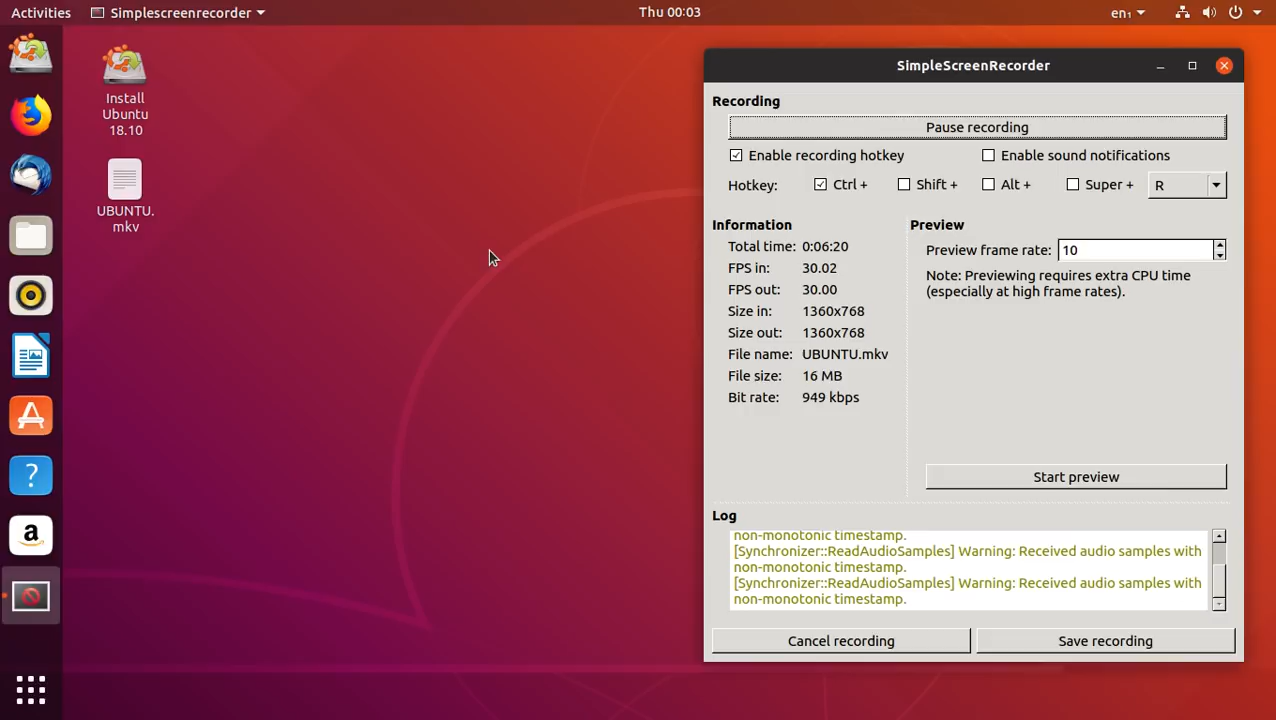 Activities
Simplescreenrecorder
Thu 00:03
en₁
Install
Ubuntu
18.10
UBUNTU.
mkv
SimpleScreenRecorder
Recording
Pause recording
Enable recording hotkey
Enable sound notifications
Hotkey:
Ctrl +
Shift +
Alt +
Super +
R
Information
Total time: 0:06:20
FPS in: 30.02
FPS out: 30.00
Size in: 1360x768
Size out: 1360x768
File name: UBUNTU.mkv
File size: 16 MB
Bit rate: 949 kbps
Preview
Preview frame rate: 10
Note: Previewing requires extra CPU time
(especially at high frame rates).
Start preview
Log
non-monotonic timestamp.
[Synchronizer::ReadAudioSamples] Warning: Received audio samples with
non-monotonic timestamp.
[Synchronizer::ReadAudioSamples] Warning: Received audio samples with
non-monotonic timestamp.
Cancel recording
Save recording